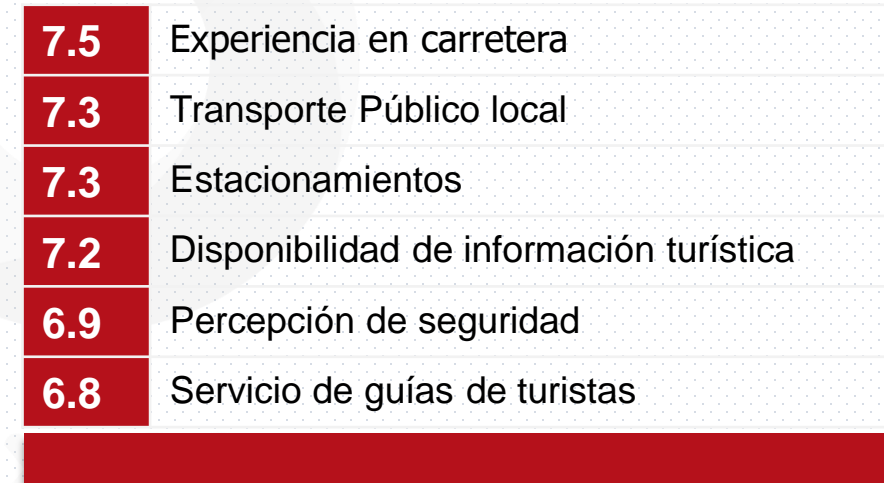 7.5 Experiencia en carretera
7.3 Transporte Público local
7.3 Estacionamientos
7.2 Disponibilidad de información turística
6.9 Percepción de seguridad
6.8 Servicio de guías de turistas